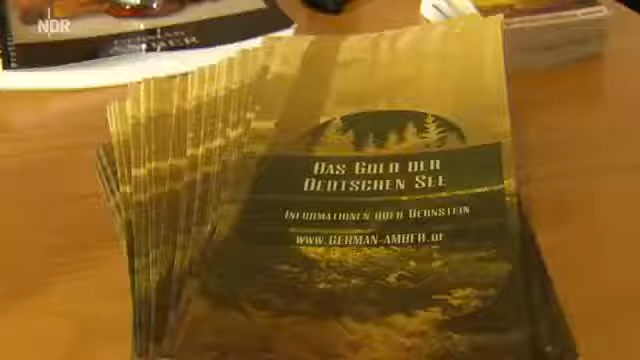 NDR
DAS GOLD DER
DEUTSCHEN SEE
INFORMATIONEN ÜBER BERNSTEIN
WWW.GERMAN-AMBER.DE